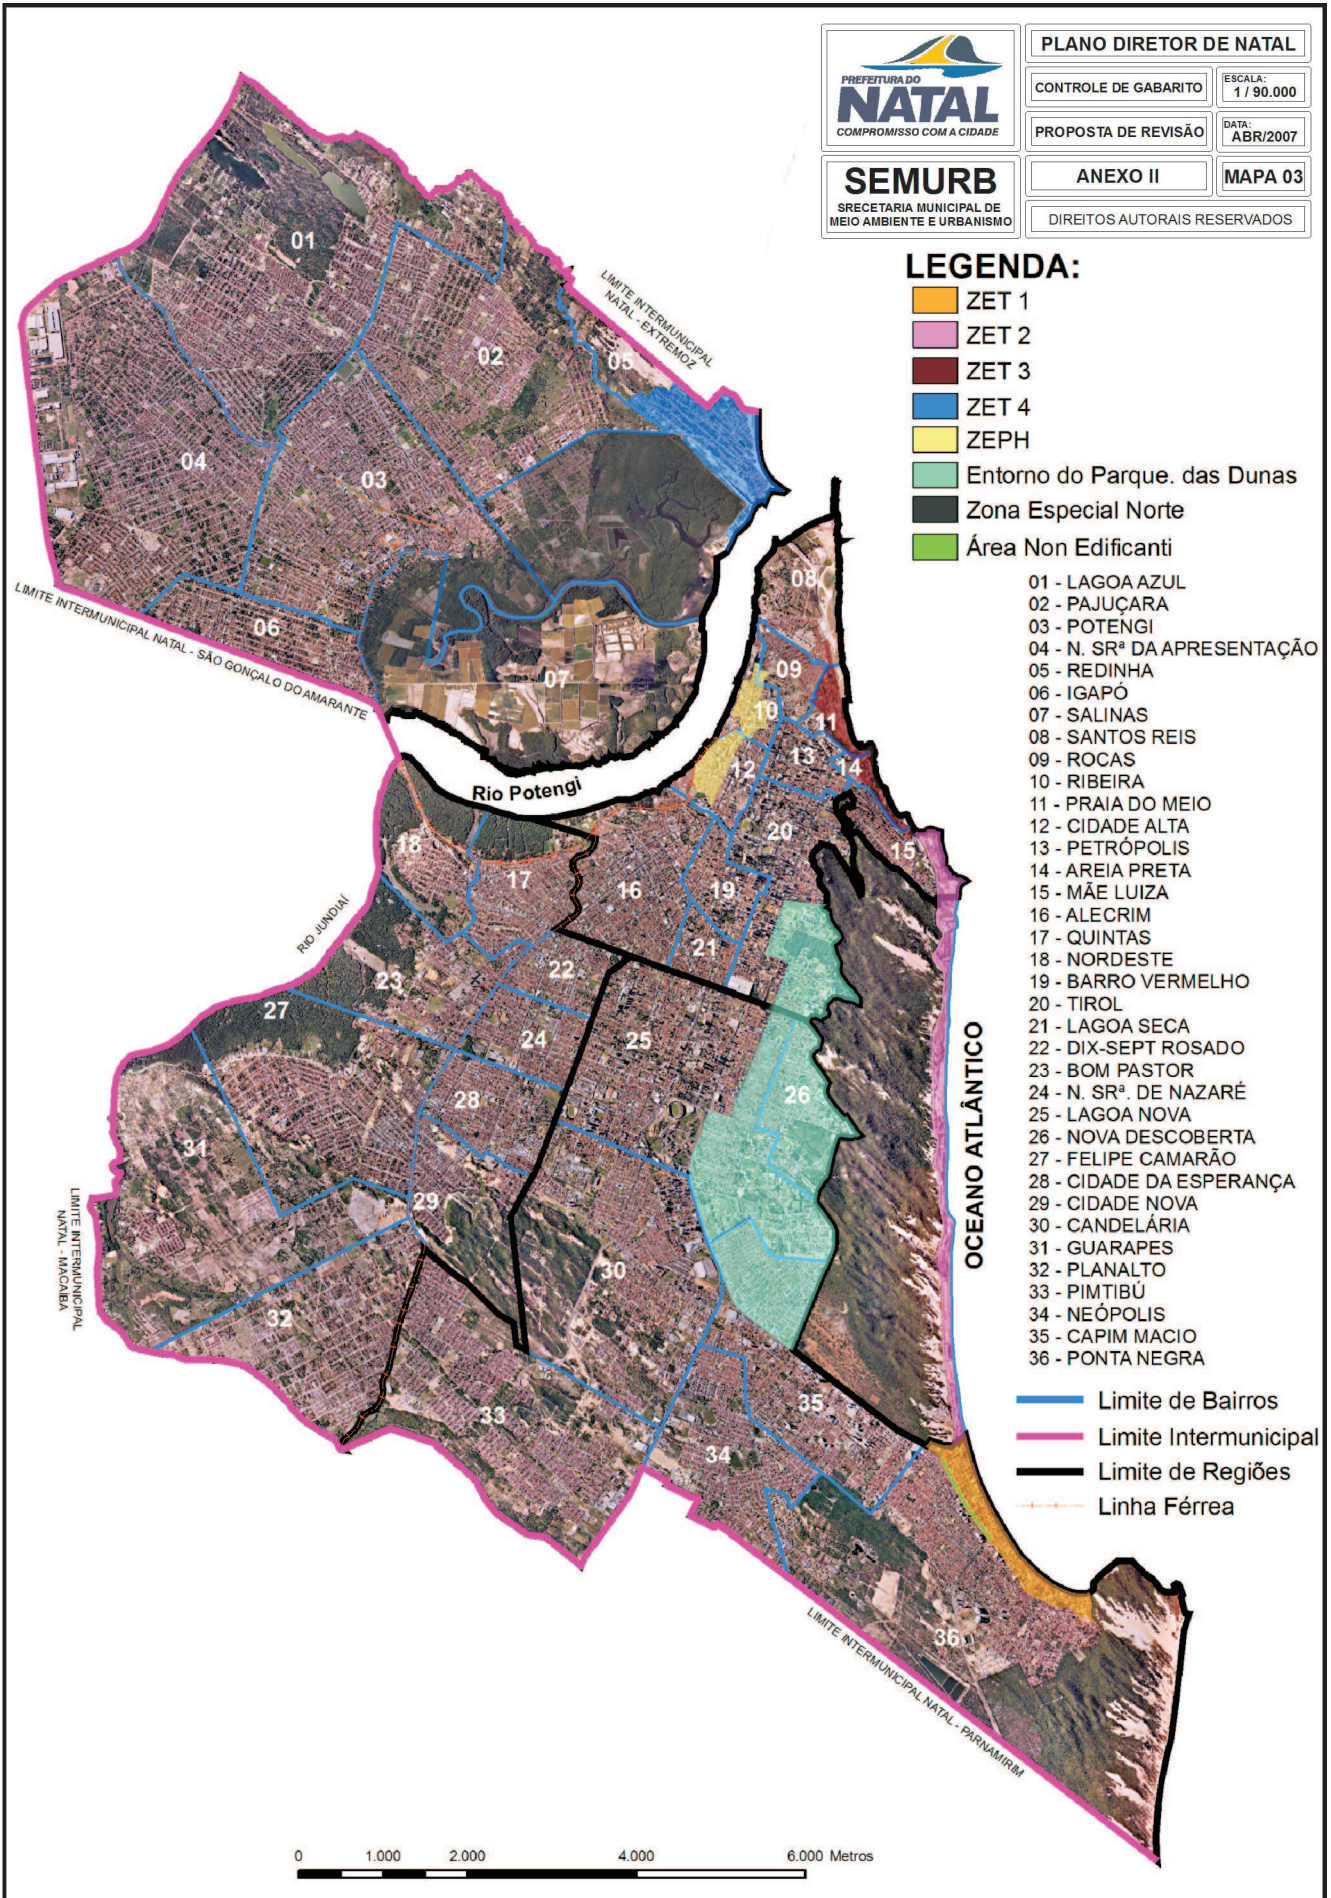 PREFEITURA DO
NATAL
COMPROMISSO COM A CIDADE
PLANO DIRETOR DE NATAL
CONTROLE DE GABARITO
ESCALA:
1 / 90.000
PROPOSTA DE REVISÃO
DATA:
ABR/2007
SEMURB
SRECETARIA MUNICIPAL DE
MEIO AMBIENTE E URBANISMO
ANEXO II
MAPA 03
DIREITOS AUTORAIS RESERVADOS
LEGENDA:
ZET 1
ZET 2
ZET 3
ZET 4
ZEPH
Entorno do Parque. das Dunas
Zona Especial Norte
Área Non Edificanti
01 - LAGOA AZUL
02 - PAJUÇARA
03 - POTENGI
04 - N. SRª DA APRESENTAÇÃO
05 - REDINHA
06 - IGAPÓ
07 - SALINAS
08 - SANTOS REIS
09 - ROCAS
10 - RIBEIRA
11 - PRAIA DO MEIO
12 - CIDADE ALTA
13 - PETRÓPOLIS
14 - AREIA PRETA
15 - MÃE LUIZA
16 - ALECRIM
17 - QUINTAS
18 - NORDESTE
19 - BARRO VERMELHO
20 - TIROL
21 - LAGOA SECA
22 - DIX-SEPT ROSADO
23 - BOM PASTOR
24 - N. SRª. DE NAZARÉ
25 - LAGOA NOVA
26 - NOVA DESCOBERTA
27 - FELIPE CAMARÃO
28 - CIDADE DA ESPERANÇA
29 - CIDADE NOVA
30 - CANDELÁRIA
31 - GUARAPES
32 - PLANALTO
33 - PIMTIBÚ
34 - NEÓPOLIS
35 - CAPIM MACIO
36 - PONTA NEGRA
Limite de Bairros
Limite Intermunicipal
Limite de Regiões
Linha Férrea
01
LIMITE INTERMUNICIPAL
NATAL - EXTREMOZ
02
05
04
03
08
LIMITE INTERMUNICIPAL NATAL - SÃO GONÇALO DO AMARANTE
06
07
09
10
11
13
12
14
Rio Potengi
20
18
15
17
16
19
RIO JUNDIAÍ
21
22
23
27
24
25
OCEANO ATLÂNTICO
28
26
31
LIMITE INTERMUNICIPAL
NATAL - MACAÍBA
29
30
32
33
35
34
36
LIMITE INTERMUNICIPAL NATAL - PARNAMIRIM
0 1.000 2.000 4.000 6.000 Metros